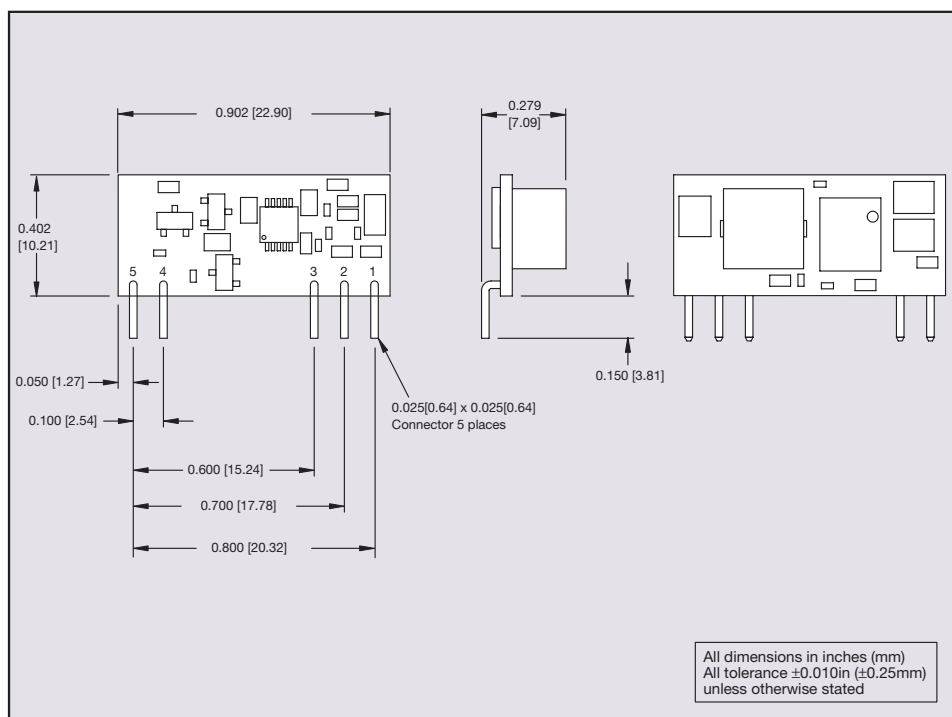 0.902 [22.90]
0.279
[7.09]
0.402
[10.21]
5 4 3 2 1
0.050 [1.27]
0.100 [2.54]
0.150 [3.81]
0.025[0.64] x 0.025[0.64]
Connector 5 places
0.600 [15.24]
0.700 [17.78]
0.800 [20.32]
All dimensions in inches (mm)
All tolerance ±0.010in (±0.25mm)
unless otherwise stated